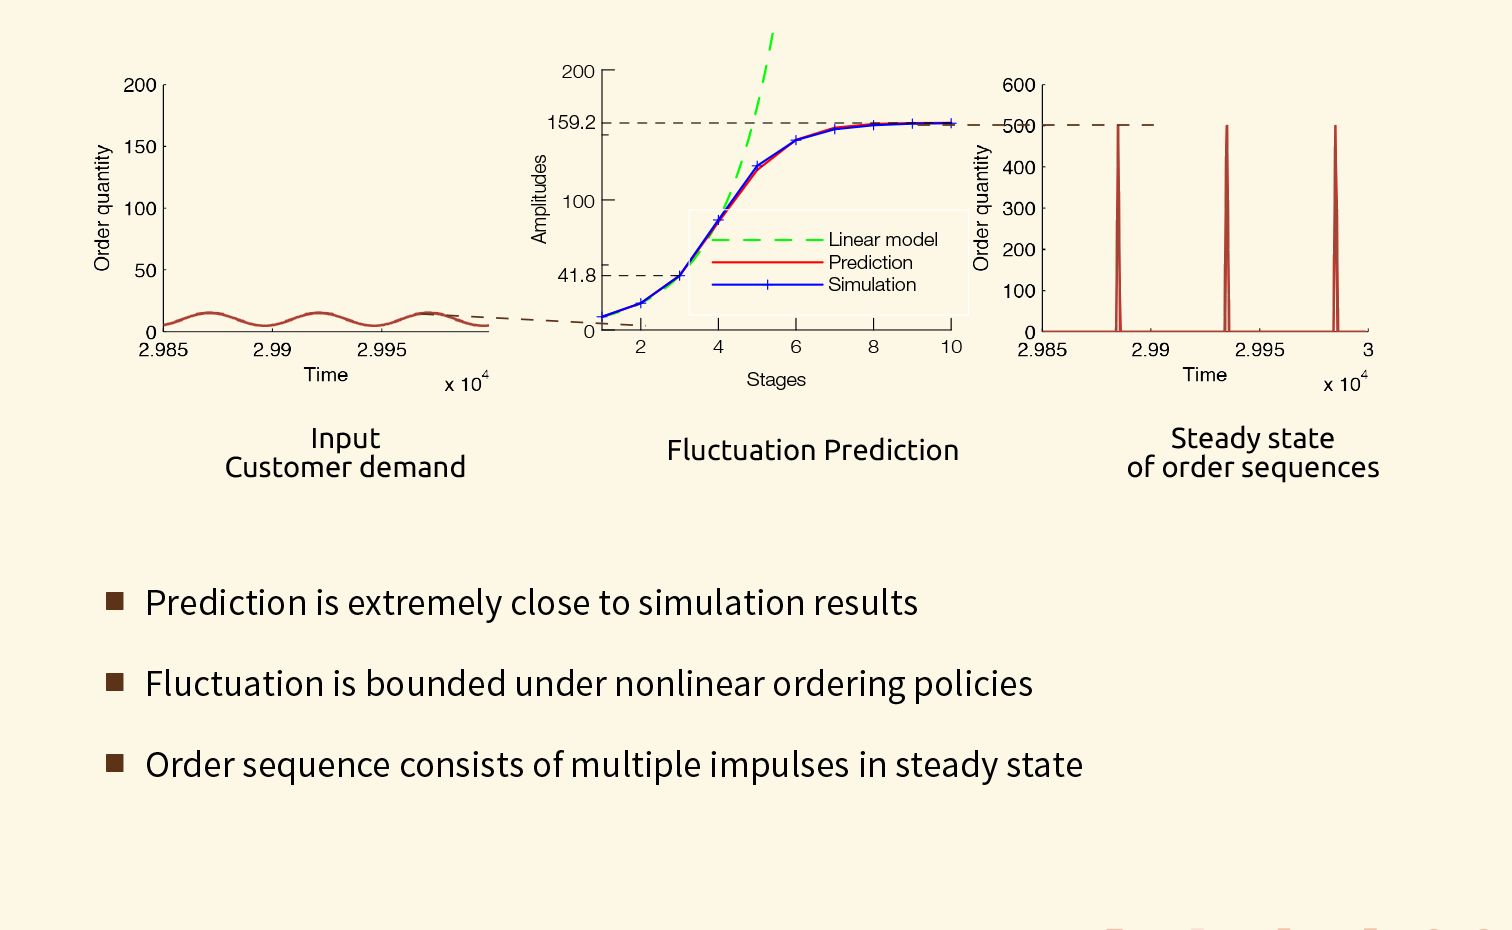 200
150
100
50
0
Order quantity
2.985
2.99
2.995
Time
x 10^4
Input
Customer demand
200
159.2
100
41.8
0
Amplitudes
Linear model
Prediction
Simulation
2
4
6
8
10
Stages
Fluctuation Prediction
600
500
400
300
200
100
0
Order quantity
2.985
2.99
2.995
3
Time
x 10^4
Steady state
of order sequences
Prediction is extremely close to simulation results
Fluctuation is bounded under nonlinear ordering policies
Order sequence consists of multiple impulses in steady state